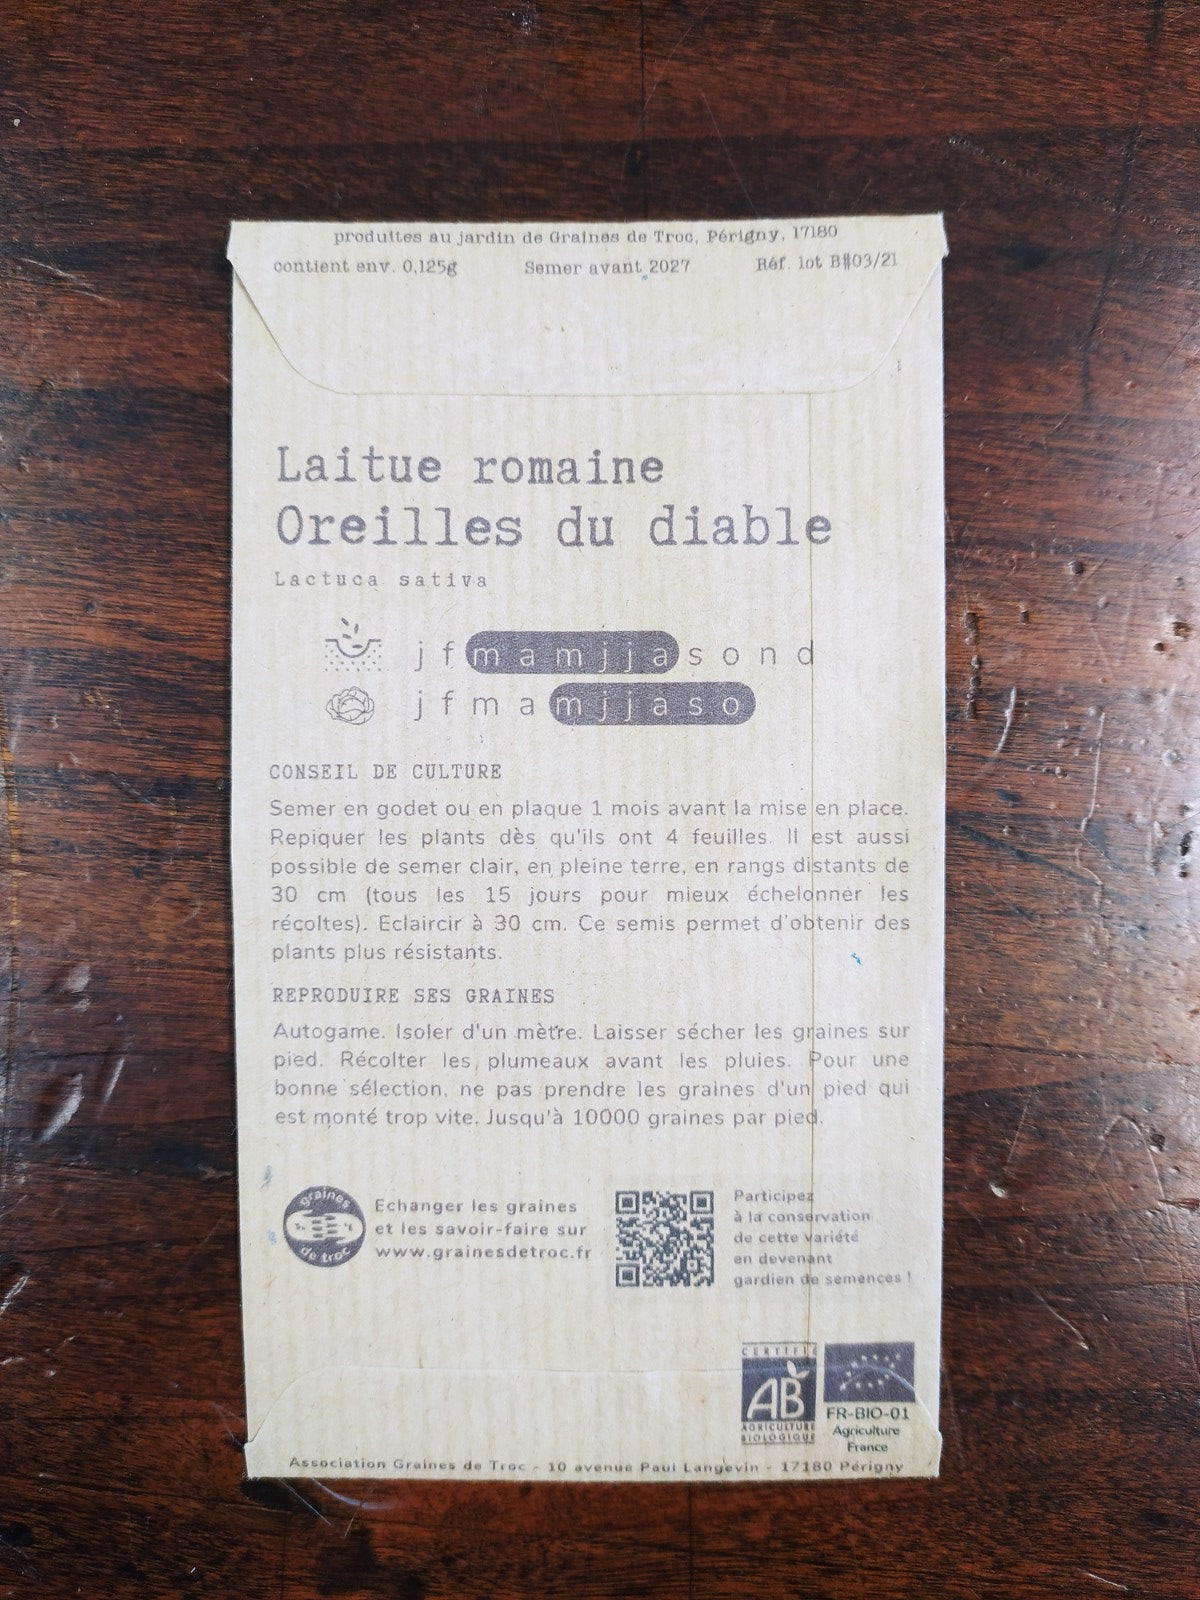 produites au jardin de Graines de Troc, Périgny, 17180
contient env. 0,125g Semer avant 2027 Réf. lot B#03/21
Laitue romaine
Oreilles du diable
Lactuca sativa
j f m a m j j a s o n d
j f m a m j j a s o
CONSEIL DE CULTURE
Semer en godet ou en plaque 1 mois avant la mise en place.
Repiquer les plants dès qu'ils ont 4 feuilles. Il est aussi
possible de semer clair, en pleine terre, en rangs distants de
30 cm (tous les 15 jours pour mieux échelonner les
récoltes). Eclaircir à 30 cm. Ce semis permet d'obtenir des
plants plus résistants.
REPRODUIRE SES GRAINES
Autogame. Isoler d'un mètre. Laisser sécher les graines sur
pied. Récolter les plumeaux avant les pluies. Pour une
bonne sélection, ne pas prendre les graines d'un pied qui
est monté trop vite. Jusqu'à 10000 graines par pied.
graines
de troc
Echanger les graines
et les savoir-faire sur
www.grainesdetroc.fr
Participez
à la conservation
de cette variété
en devenant
gardien de semences !
CERTIFIÉ
AB
AGRICULTURE
BIOLOGIQUE
FR-BIO-01
Agriculture
France
Association Graines de Troc - 10 avenue Paul Langevin - 17180 Périgny